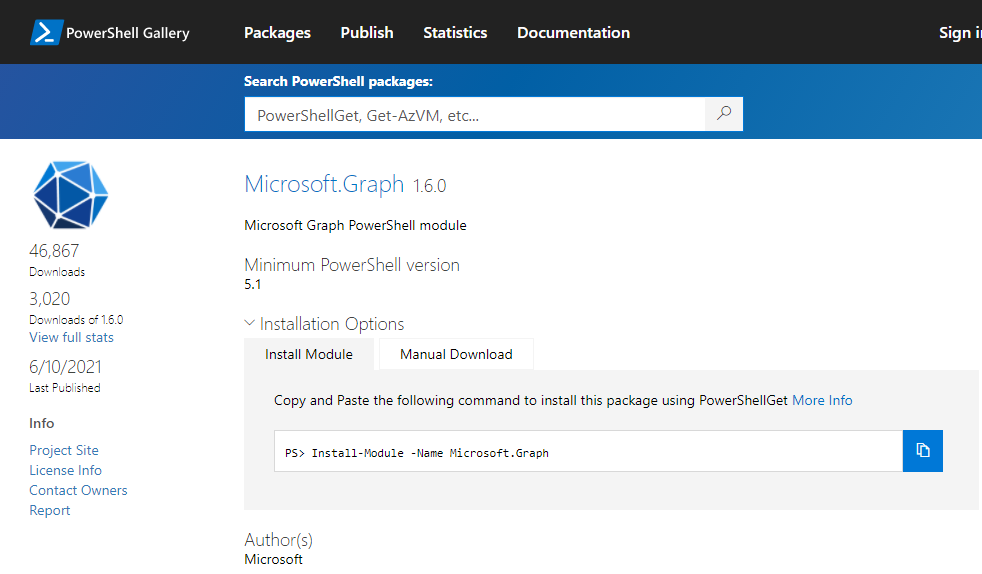 PowerShell Gallery
Packages
Publish
Statistics
Documentation
Sign
Search PowerShell packages:
PowerShellGet, Get-AzVM, etc...
46,867
Downloads
3,020
Downloads of 1.6.0
View full stats
6/10/2021
Last Published
Info
Project Site
License Info
Contact Owners
Report
Microsoft.Graph 1.6.0
Microsoft Graph PowerShell module
Minimum PowerShell version
5.1
Installation Options
Install Module
Manual Download
Copy and Paste the following command to install this package using PowerShellGet More Info
PS> Install-Module -Name Microsoft.Graph
Author(s)
Microsoft